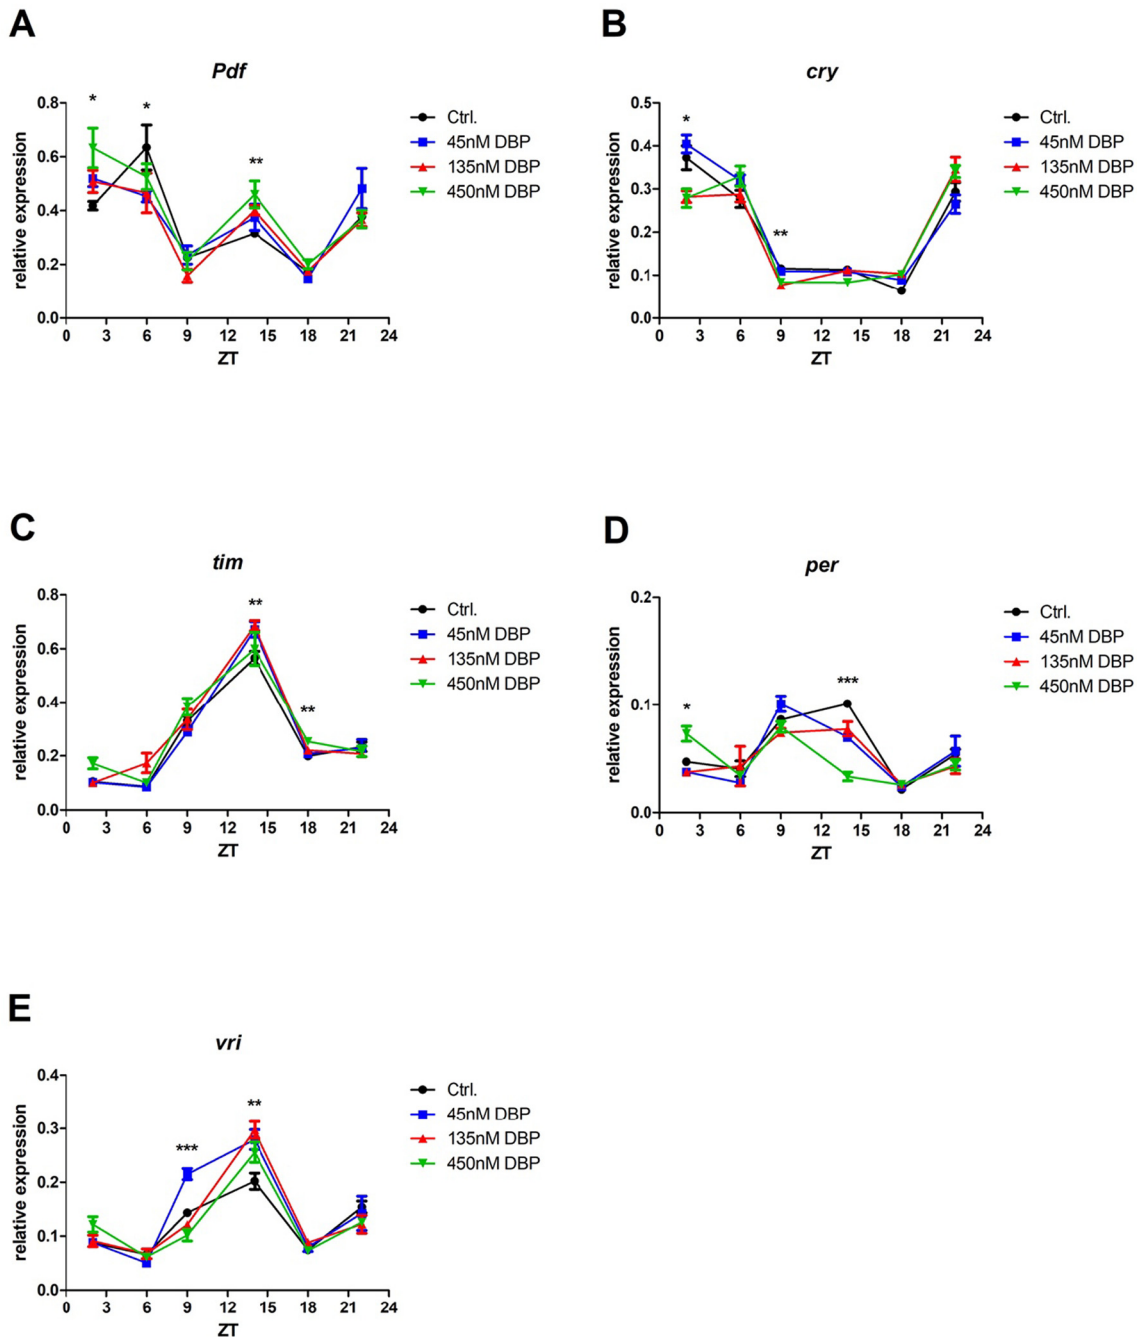 A
Pdf
relative expression
0.8
0.6
0.4
0.2
0.0
*
*
**
0 3 6 9 12 15 18 21 24
ZT
Ctrl.
45nM DBP
135nM DBP
450nM DBP
B
cry
relative expression
0.5
0.4
0.3
0.2
0.1
0.0
*
**
0 3 6 9 12 15 18 21 24
ZT
Ctrl.
45nM DBP
135nM DBP
450nM DBP
C
tim
relative expression
0.8
0.6
0.4
0.2
0.0
**
**
0 3 6 9 12 15 18 21 24
ZT
Ctrl.
45nM DBP
135nM DBP
450nM DBP
D
per
relative expression
0.2
0.1
0.0
*
***
0 3 6 9 12 15 18 21 24
ZT
Ctrl.
45nM DBP
135nM DBP
450nM DBP
E
vri
relative expression
0.4
0.3
0.2
0.1
0.0
***
**
0 3 6 9 12 15 18 21 24
ZT
Ctrl.
45nM DBP
135nM DBP
450nM DBP